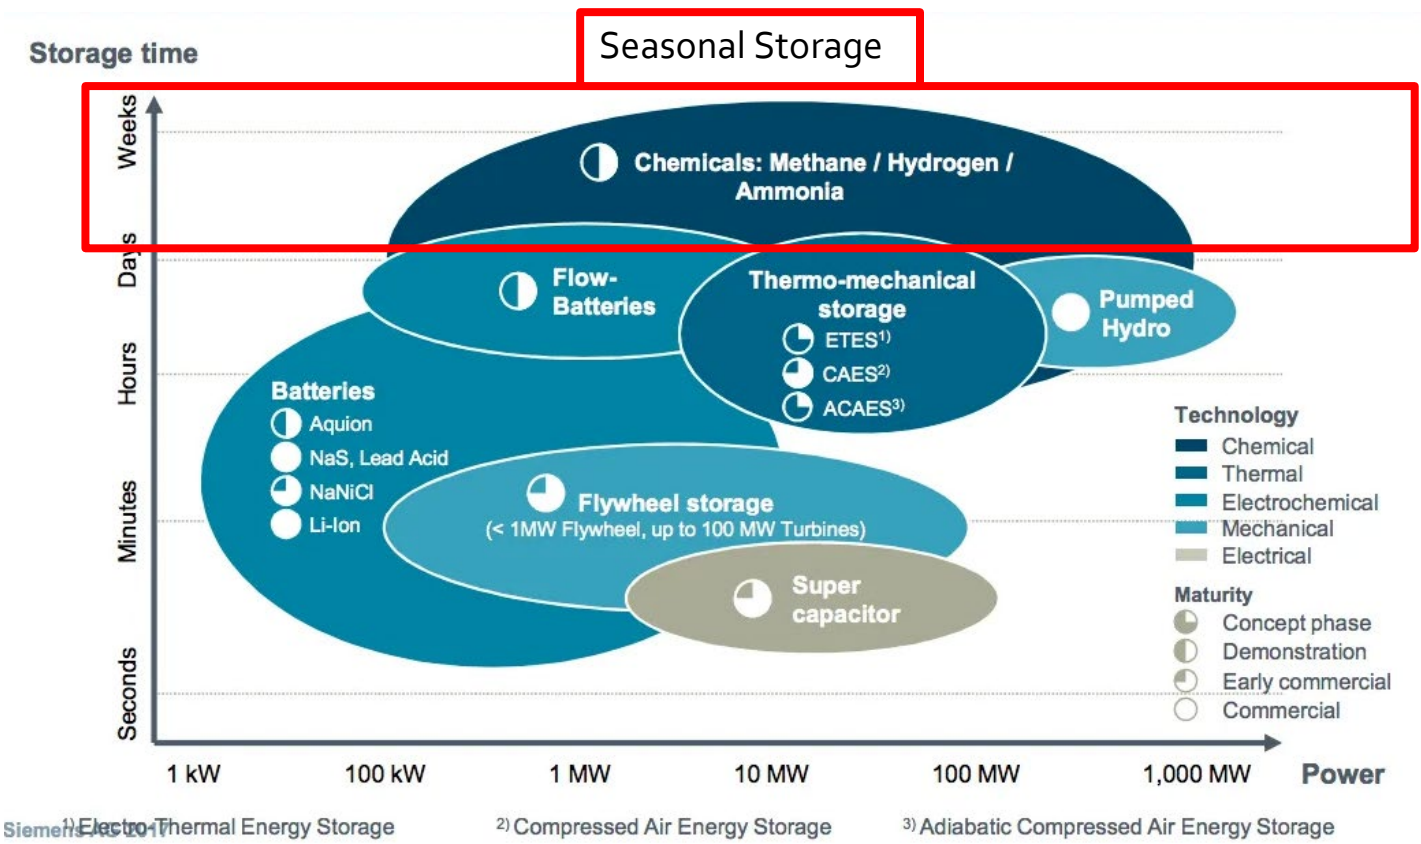 Seasonal Storage
Storage time
Weeks
Days
Hours
Minutes
Seconds
Chemicals: Methane / Hydrogen /
Ammonia
Flow-
Batteries
Thermo-mechanical
storage
ETES1)
CAES2)
ACAES3)
Pumped
Hydro
Batteries
Aquion
NaS, Lead Acid
NaNiCl
Li-Ion
Flywheel storage
(< 1MW Flywheel, up to 100 MW Turbines)
Super
capacitor
Technology
Chemical
Thermal
Electrochemical
Mechanical
Electrical
Maturity
Concept phase
Demonstration
Early commercial
Commercial
1 kW 100 kW 1 MW 10 MW 100 MW 1,000 MW Power
Siemens AG 2017
1) Electro-Thermal Energy Storage 2) Compressed Air Energy Storage 3) Adiabatic Compressed Air Energy Storage